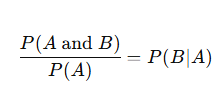 P(A and B) / P(A) = P(B|A)